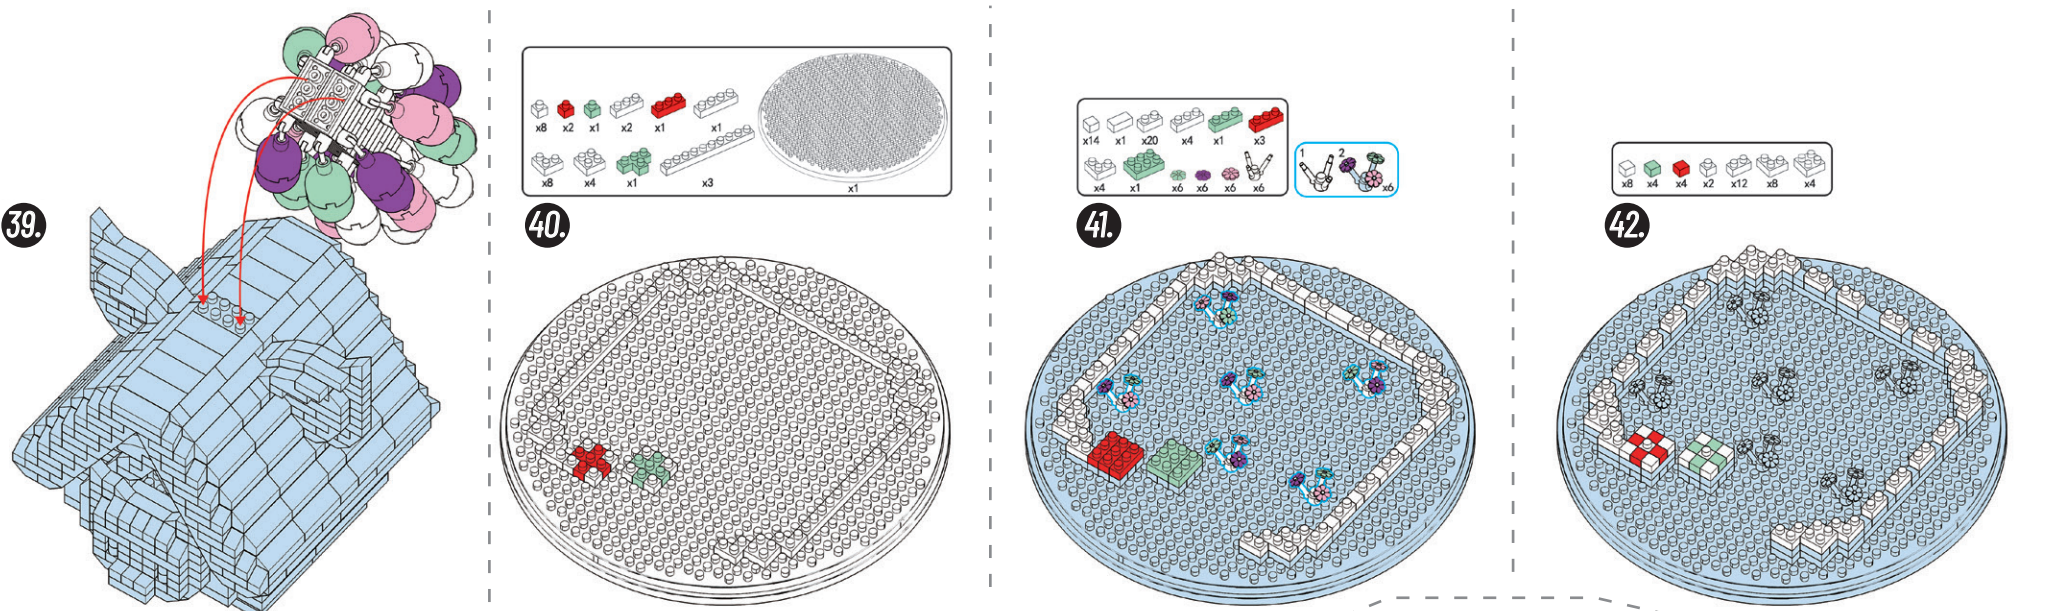 39.
x8 x2 x1 x2 x1 x1
x8 x4 x1 x3 x1
40.
x14 x1 x20 x4 x1 x3
x4 x1 x6 x6 x6 x6
1 2 x6
41.
x8 x4 x4 x2 x12 x8 x4
42.